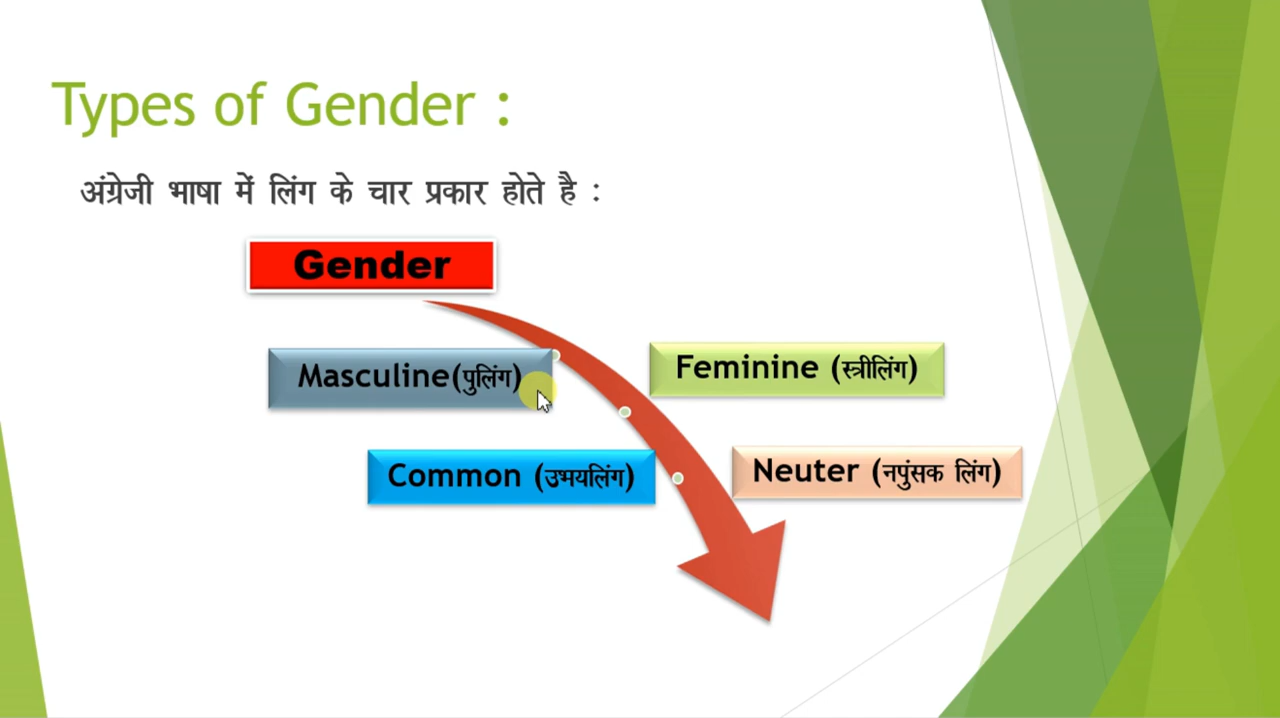 Types of Gender :
अंग्रेजी भाषा में लिंग के चार प्रकार होते है :
Gender
Masculine(पुलिंग)
Feminine (स्त्रीलिंग)
Common (उभयलिंग)
Neuter (नपुंसक लिंग)